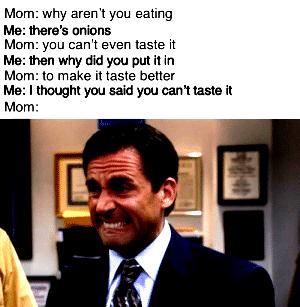 Mom: why aren't you eating
Me: there's onions
Mom: you can't even taste it
Me: then why did you put it in
Mom: to make it taste better
Me: I thought you said you can't taste it
Mom: